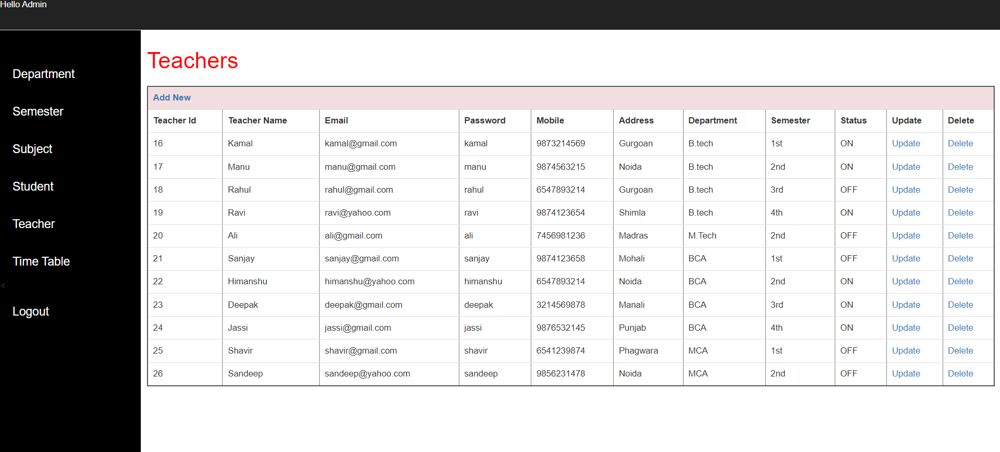 Hello Admin
Department
Semester
Subject
Student
Teacher
Time Table
<
Logout
Teachers
Add New
Teacher Id Teacher Name Email Password Mobile Address Department Semester Status Update Delete
16 Kamal kamal@gmail.com kamal 9873214569 Gurgoan B.tech 1st ON Update Delete
17 Manu manu@gmail.com manu 9874563215 Noida B.tech 2nd ON Update Delete
18 Rahul rahul@gmail.com rahul 6547893214 Gurgoan B.tech 3rd OFF Update Delete
19 Ravi ravi@yahoo.com ravi 9874123654 Shimla B.tech 4th ON Update Delete
20 Ali ali@gmail.com ali 7456981236 Madras M.Tech 2nd OFF Update Delete
21 Sanjay sanjay@gmail.com sanjay 9874123658 Mohali BCA 1st OFF Update Delete
22 Himanshu himanshu@yahoo.com himanshu 6547893214 Noida BCA 2nd ON Update Delete
23 Deepak deepak@gmail.com deepak 3214569878 Manali BCA 3rd ON Update Delete
24 Jassi jassi@gmail.com jassi 9876532145 Punjab BCA 4th ON Update Delete
25 Shavir shavir@gmail.com shavir 6541239874 Phagwara MCA 1st OFF Update Delete
26 Sandeep sandeep@yahoo.com sandeep 9856231478 Noida MCA 2nd OFF Update Delete